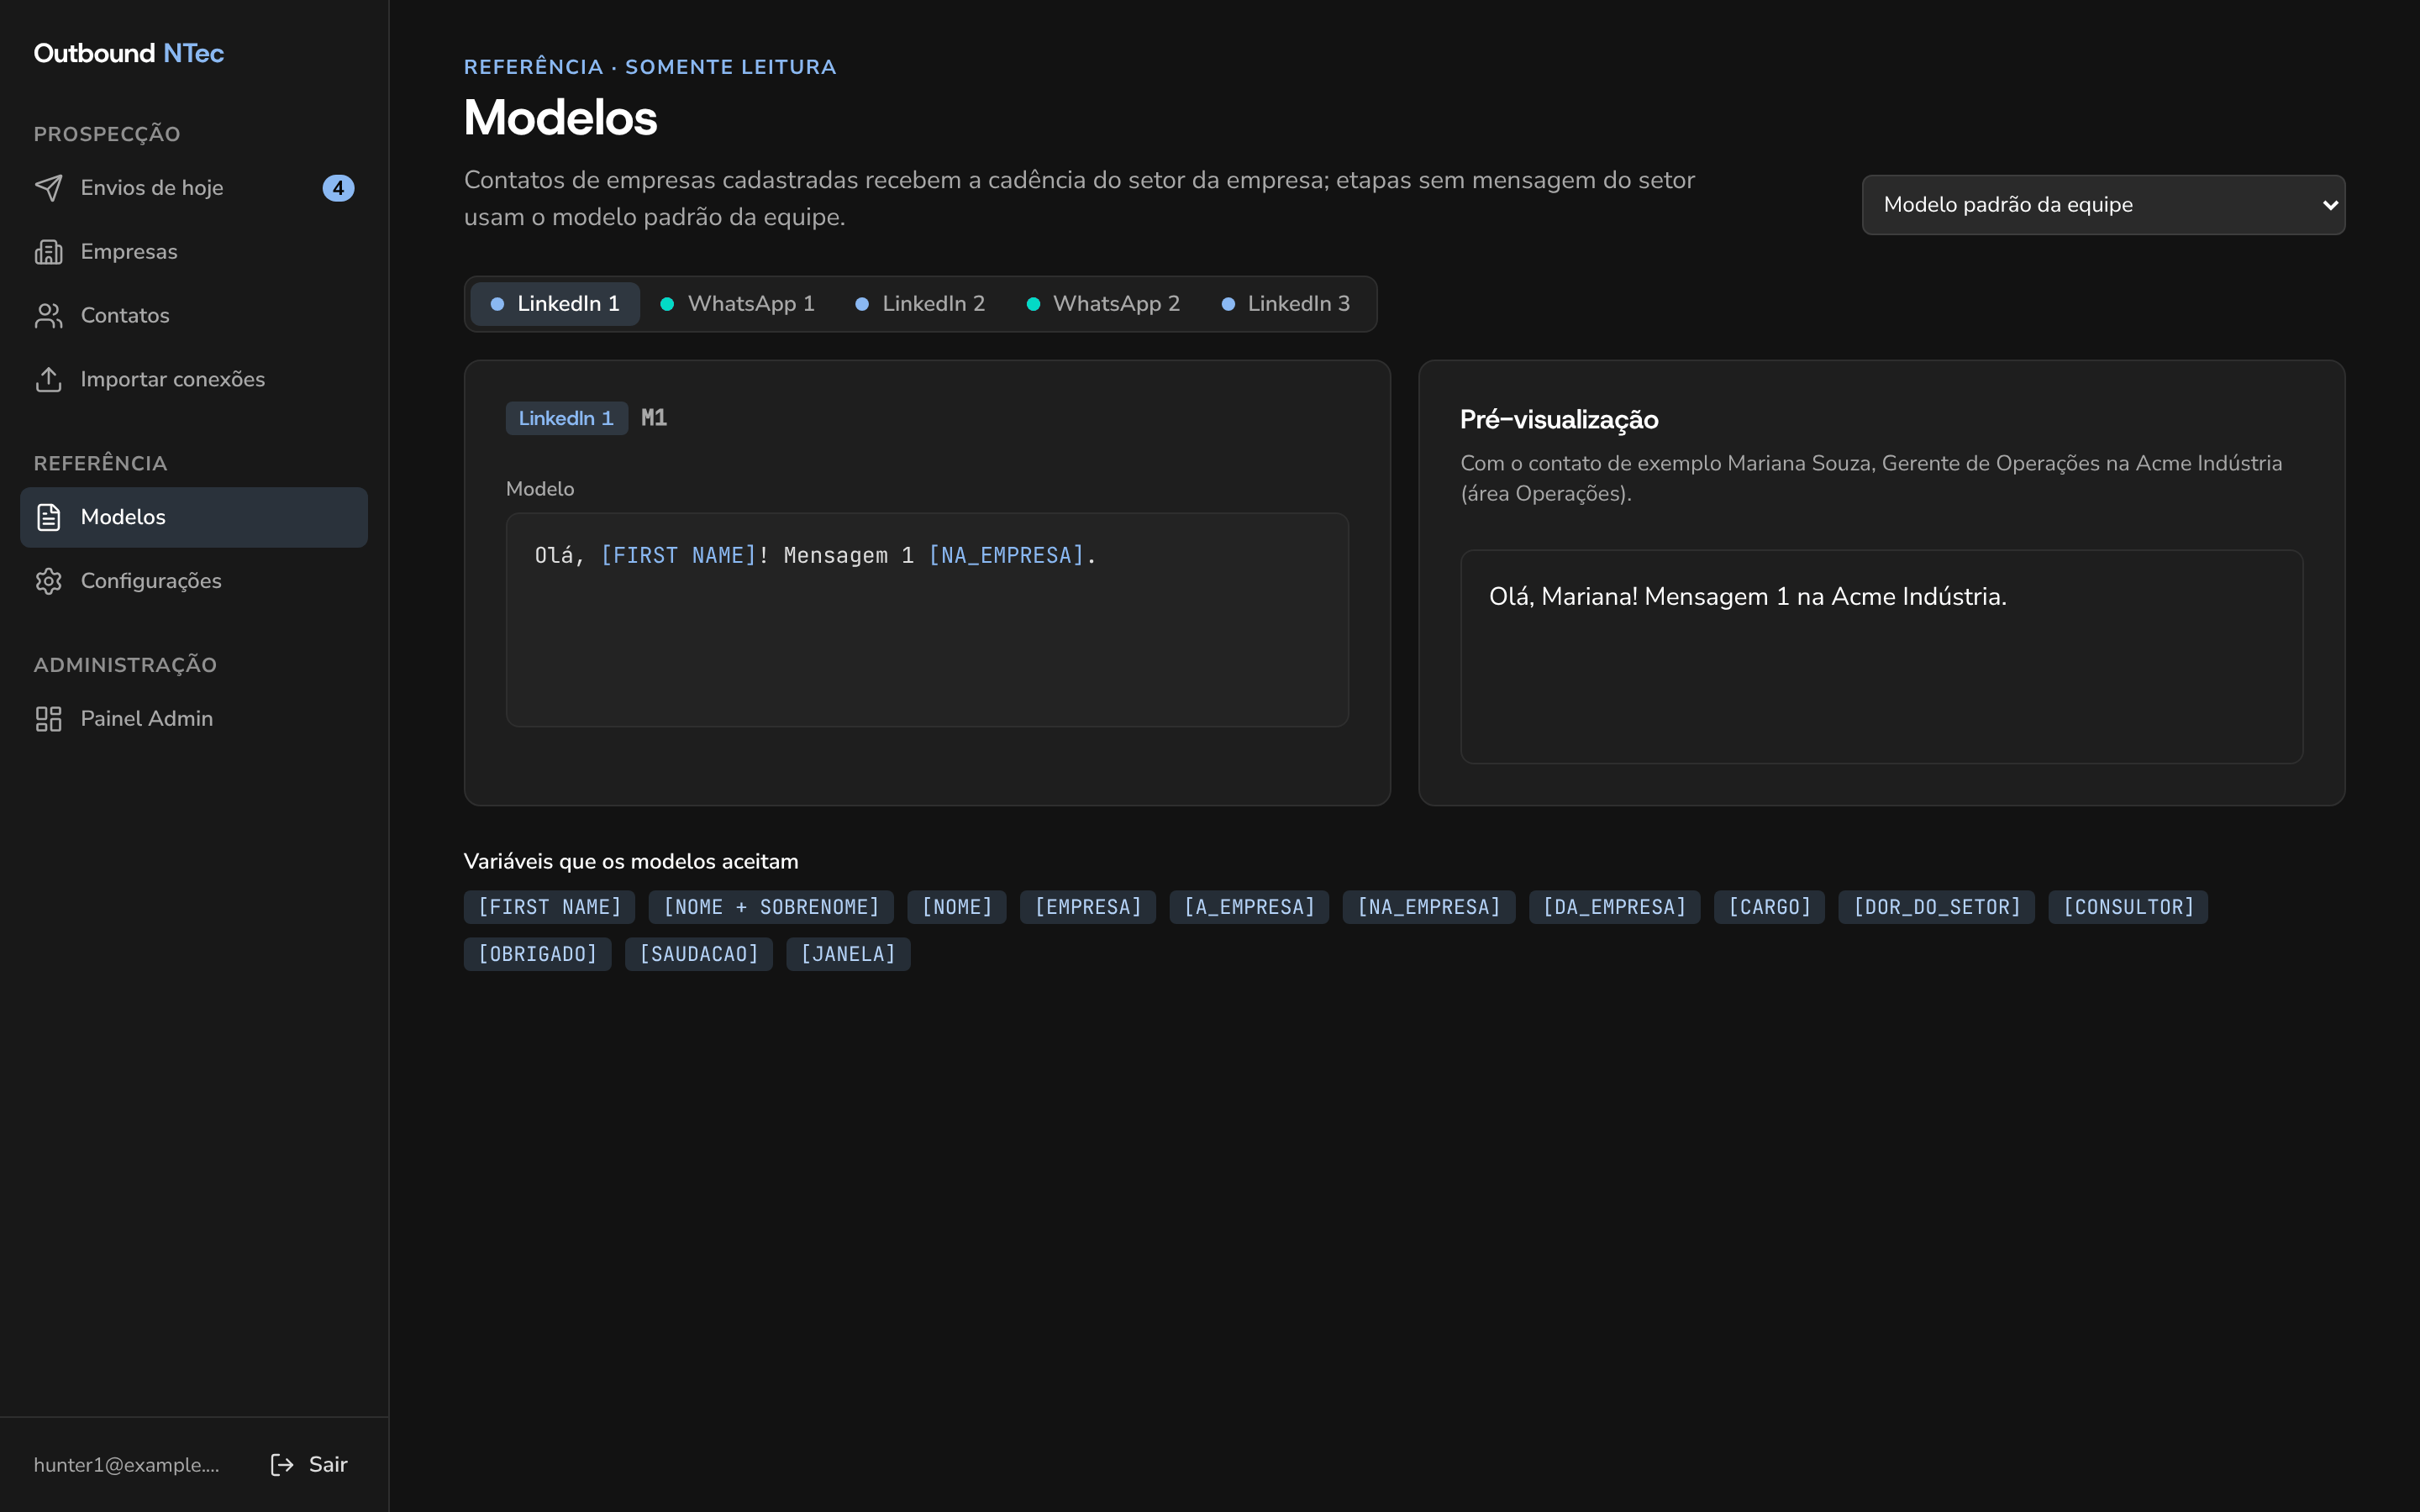 Outbound NTec
PROSPECÇÃO
Envios de hoje 4
Empresas
Contatos
Importar conexões
REFERÊNCIA
Modelos
Configurações
ADMINISTRAÇÃO
Painel Admin
hunter1@example.... Sair
REFERÊNCIA · SOMENTE LEITURA
Modelos
Contatos de empresas cadastradas recebem a cadência do setor da empresa; etapas sem mensagem do setor
usam o modelo padrão da equipe.
Modelo padrão da equipe
LinkedIn 1 WhatsApp 1 LinkedIn 2 WhatsApp 2 LinkedIn 3
LinkedIn 1 M1
Modelo
Olá, [FIRST NAME]! Mensagem 1 [NA_EMPRESA].
Pré-visualização
Com o contato de exemplo Mariana Souza, Gerente de Operações na Acme Indústria
(área Operações).
Olá, Mariana! Mensagem 1 na Acme Indústria.
Variáveis que os modelos aceitam
[FIRST NAME] [NOME + SOBRENOME] [NOME] [EMPRESA] [A_EMPRESA] [NA_EMPRESA] [DA_EMPRESA] [CARGO] [DOR_DO_SETOR] [CONSULTOR]
[OBRIGADO] [SAUDACAO] [JANELA]